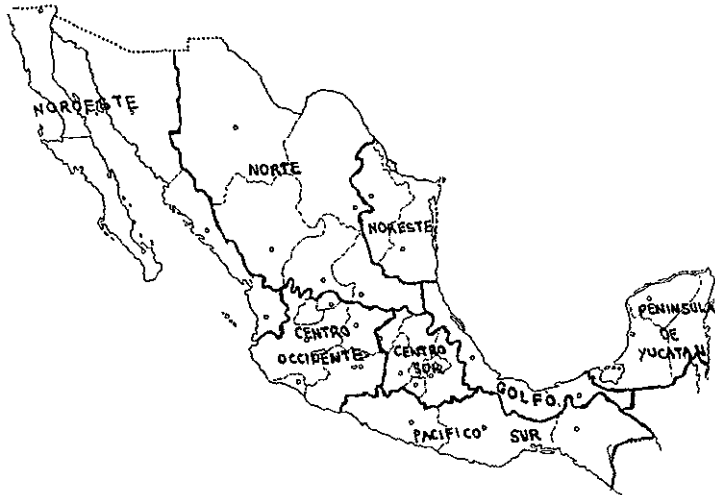 NOROESTE
NORTE
NORESTE
CENTRO
OCCIDENTE
CENTRO
SUR
GOLFO
PACIFICO
SUR
PENINSULA
DE
YUCATAN